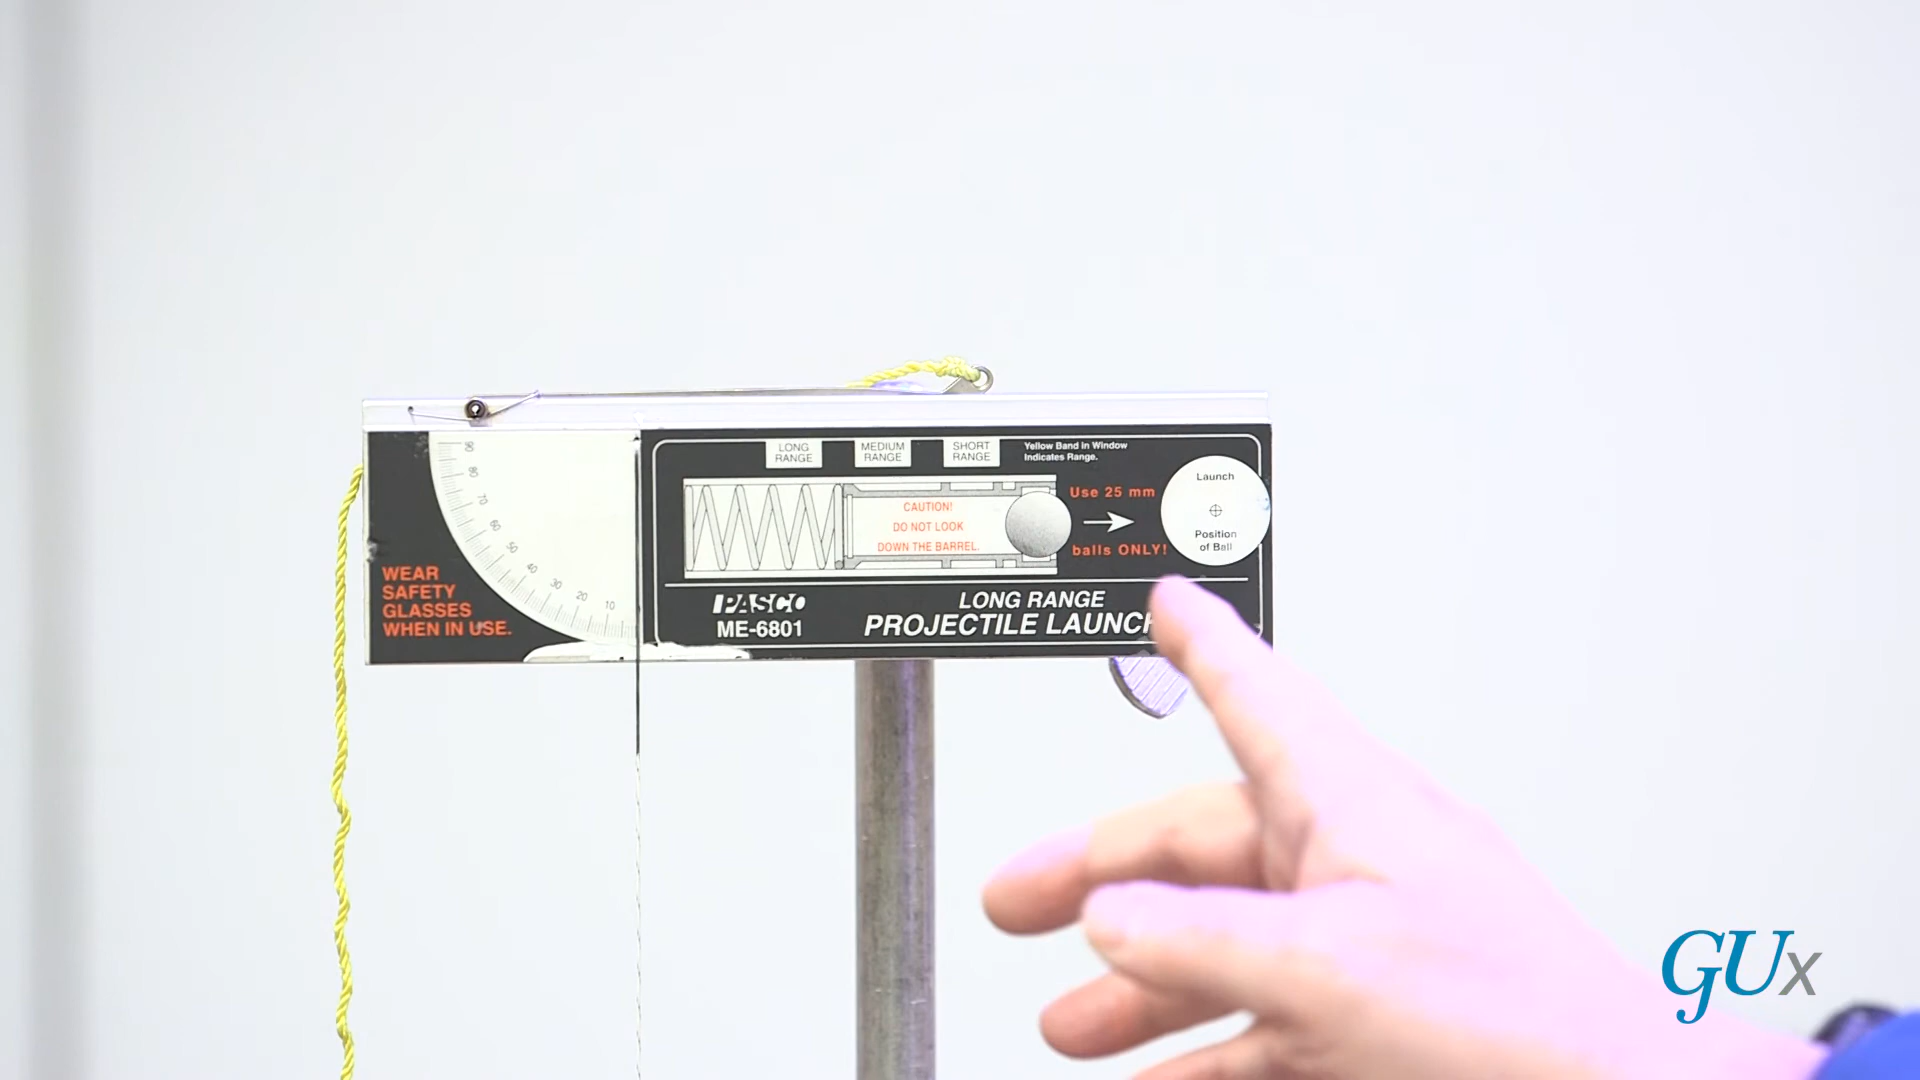 LONG
RANGE
MEDIUM
RANGE
SHORT
RANGE
Yellow Band in Window
Indicates Range.
90
80
70
60
50
40
30
20
10
CAUTION!
DO NOT LOOK
DOWN THE BARREL.
Use 25 mm
balls ONLY!
Launch
Position
of Ball
WEAR
SAFETY
GLASSES
WHEN IN USE.
PASCO
ME-6801
LONG RANGE
PROJECTILE LAUNCH
GUx